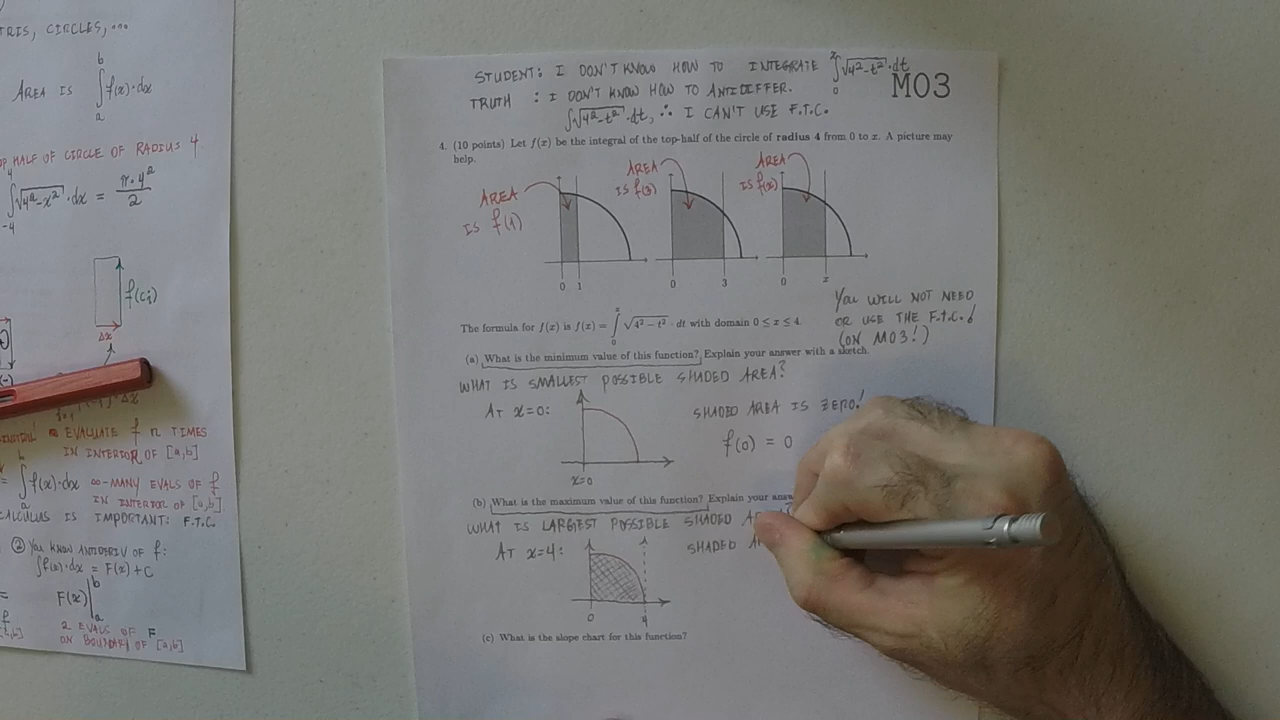 TRIS, CIRCLES, ...
AREA IS ∫ₐᵇ f(x)·dx
OP HALF OF CIRCLE OF RADIUS 4
∫₋₄⁴ √(4²-x²)·dx = π·4²/2
f(cᵢ)
Δx
EVALUATE f n TIMES
IN INTERIOR OF [a,b]
= ∫ₐᵇ f(x)·dx ∞-MANY EVALS OF f
IN INTERIOR OF [a,b]
CALCULUS IS IMPORTANT: F.T.C.
② YOU KNOW ANTIDERIV OF f:
∫f(x)·dx = F(x)+C
= F(x)|ₐᵇ
2 EVALS OF F
ON BOUNDARY OF [a,b]
STUDENT: I DON'T KNOW HOW TO INTEGRATE ∫₀ˣ √(4²-t²)·dt
TRUTH : I DON'T KNOW HOW TO ANTIDIFFER.
M03
∫√(4²-t²)·dt, ∴ I CAN'T USE F.T.C.
4. (10 points) Let f(x) be the integral of the top-half of the circle of radius 4 from 0 to x. A picture may
help.
AREA IS f(1)
AREA IS f(3)
AREA IS f(x)
0 1
0 3
0 x
YOU WILL NOT NEED
OR USE THE F.T.C.!
(ON M03!)
The formula for f(x) is f(x) = ∫₀ˣ √(4² − t²) · dt with domain 0 ≤ x ≤ 4.
(a) What is the minimum value of this function? Explain your answer with a sketch.
WHAT IS SMALLEST POSSIBLE SHADED AREA?
AT x=0:
SHADED AREA IS ZERO!
f(0) = 0
x=0
(b) What is the maximum value of this function? Explain your
WHAT IS LARGEST POSSIBLE SHADED
AT x=4:
SHADED
0 4
(c) What is the slope chart for this function?